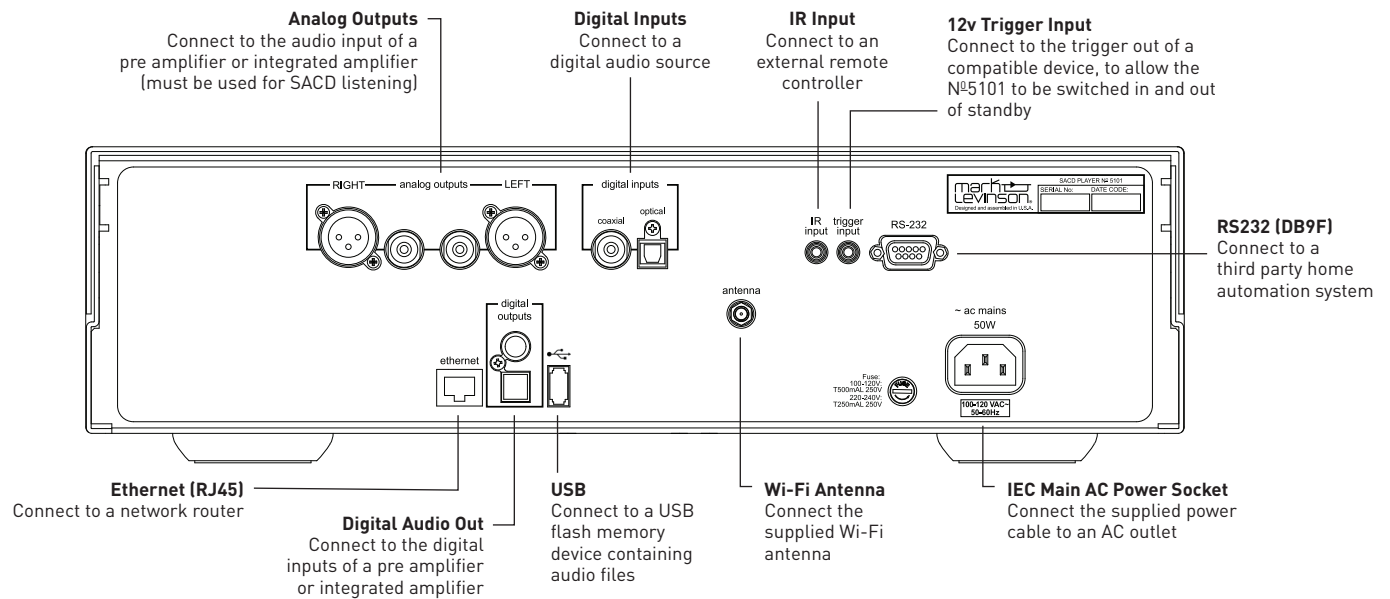 Analog Outputs
Connect to the audio input of a
pre amplifier or integrated amplifier
(must be used for SACD listening)
Digital Inputs
Connect to a
digital audio source
IR Input
Connect to an
external remote
controller
12v Trigger Input
Connect to the trigger out of a
compatible device, to allow the
Nº5101 to be switched in and out
of standby
RIGHT
analog outputs
LEFT
digital inputs
coaxial
optical
IR
input
trigger
input
RS-232
mark
Levinson®
Designed and assembled in U.S.A.
SACD PLAYER Nº 5101
SERIAL No:
DATE CODE:
RS232 (DB9F)
Connect to a
third party home
automation system
antenna
digital
outputs
ethernet
~ ac mains
50W
Fuse:
100-120V:
T500mAL 250V
220-240V:
T250mAL 250V
FUSE
100-120 VAC~
50-60Hz
Ethernet (RJ45)
Connect to a network router
Digital Audio Out
Connect to the digital
inputs of a pre amplifier
or integrated amplifier
USB
Connect to a USB
flash memory
device containing
audio files
Wi-Fi Antenna
Connect the
supplied Wi-Fi
antenna
IEC Main AC Power Socket
Connect the supplied power
cable to an AC outlet